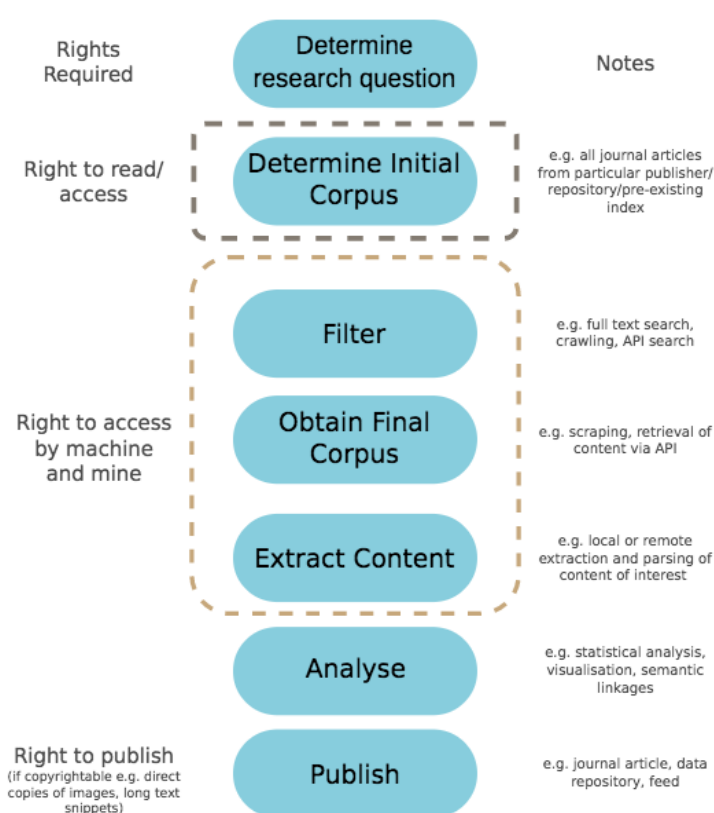 Rights
Required
Determine
research question
Notes
Right to read/
access
Determine Initial
Corpus
e.g. all journal articles
from particular publisher/
repository/pre-existing
index
Filter
e.g. full text search,
crawling, API search
Right to access
by machine
and mine
Obtain Final
Corpus
e.g. scraping, retrieval of
content via API
Extract Content
e.g. local or remote
extraction and parsing of
content of interest
Analyse
e.g. statistical analysis,
visualisation, semantic
linkages
Right to publish
(if copyrightable e.g. direct
copies of images, long text
snippets)
Publish
e.g. journal article, data
repository, feed